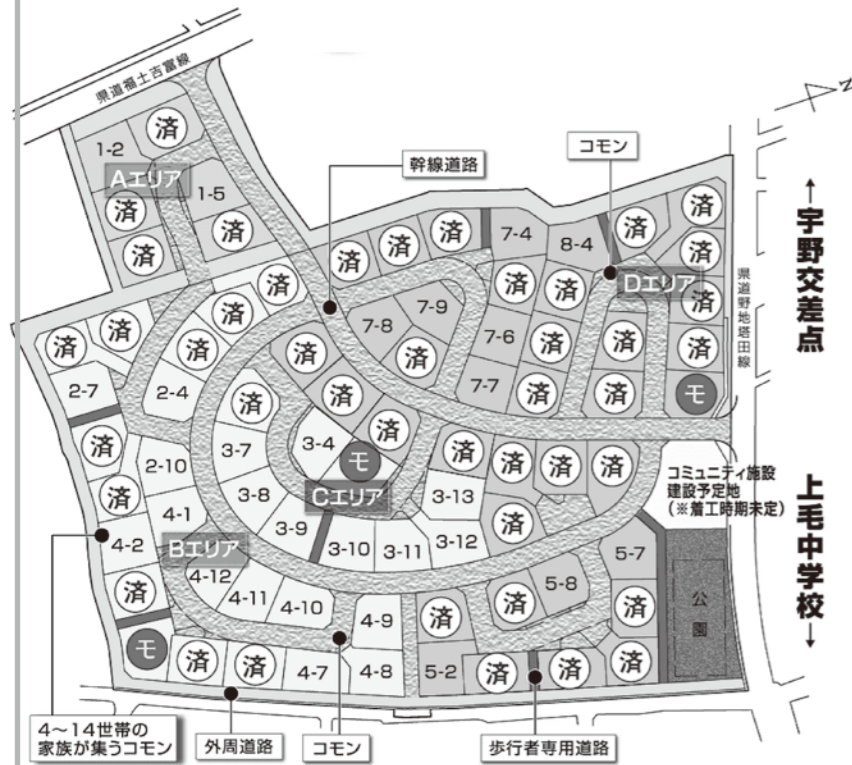 県道福土吉富線
済
1-2
Aエリア
1-5
済
済
済
幹線道路
コモン
N
済
済
済
7-4
8-4
済
済
済
Dエリア
済
済
モ
県道野地塔田線
↑宇野交差点
済
済
済
済
済
2-7
2-4
7-8
7-9
済
7-6
7-7
済
済
済
済
済
済
済
済
済
済
済
3-4
モ
Cエリア
3-7
3-8
3-9
3-10
3-11
3-12
3-13
済
済
済
済
済
コミュニティ施設
建設予定地
(※着工時期未定)
上毛中学校↓
済
済
2-10
4-1
4-2
Bエリア
済
モ
4-12
4-11
4-10
4-9
4-8
4-7
済
済
済
5-2
済
済
5-8
5-7
済
済
済
公園
4〜14世帯の
家族が集うコモン
外周道路
コモン
歩行者専用道路